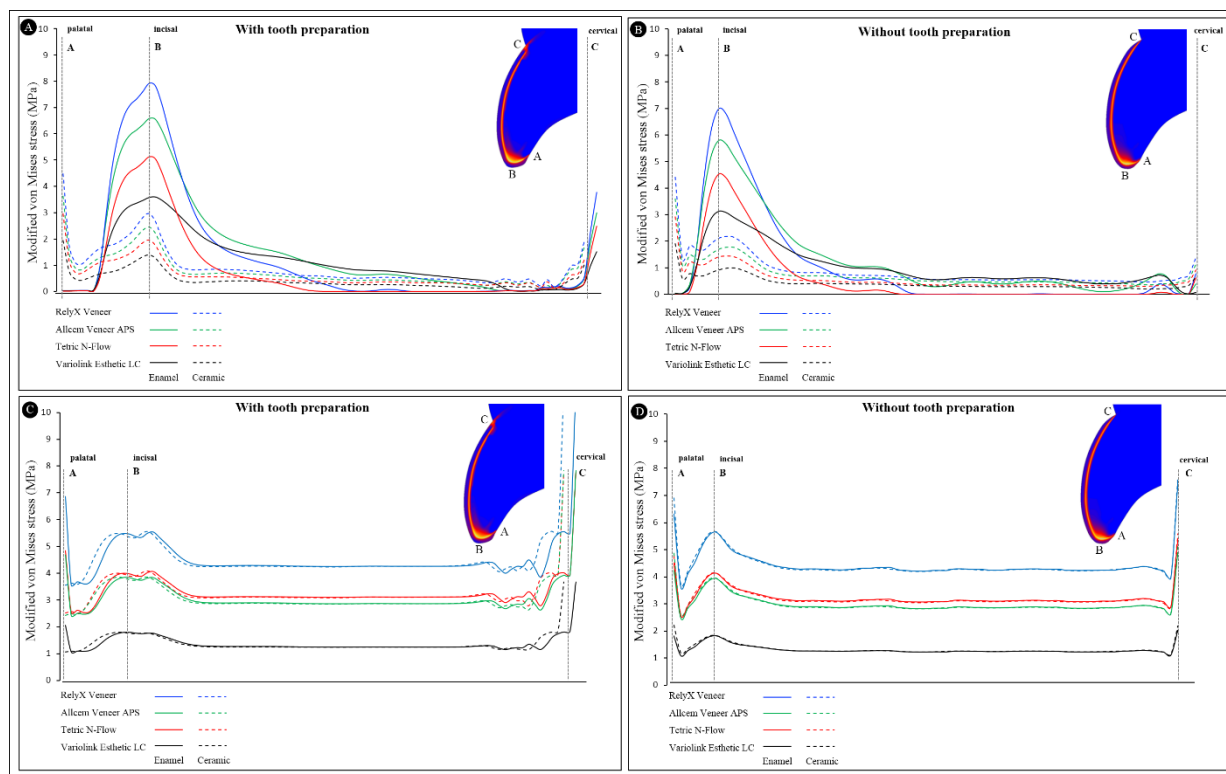 A
With tooth preparation
Modified von Mises stress (MPa)
10
9
8
7
6
5
4
3
2
1
0
palatal
A
incisal
B
cervical
C
C
A
B
RelyX Veneer
Allcem Veneer APS
Tetric N-Flow
Variolink Esthetic LC
Enamel Ceramic
B
Without tooth preparation
Modified von Mises stress (MPa)
10
9
8
7
6
5
4
3
2
1
0
palatal
A
incisal
B
cervical
C
C
A
B
RelyX Veneer
Allcem Veneer APS
Tetric N-Flow
Variolink Esthetic LC
Enamel Ceramic
C
With tooth preparation
Modified von Mises stress (MPa)
10
9
8
7
6
5
4
3
2
1
0
palatal
A
incisal
B
cervical
C
C
A
B
RelyX Veneer
Allcem Veneer APS
Tetric N-Flow
Variolink Esthetic LC
Enamel Ceramic
D
Without tooth preparation
Modified von Mises stress (MPa)
10
9
8
7
6
5
4
3
2
1
0
palatal
A
incisal
B
cervical
C
C
A
B
RelyX Veneer
Allcem Veneer APS
Tetric N-Flow
Variolink Esthetic LC
Enamel Ceramic